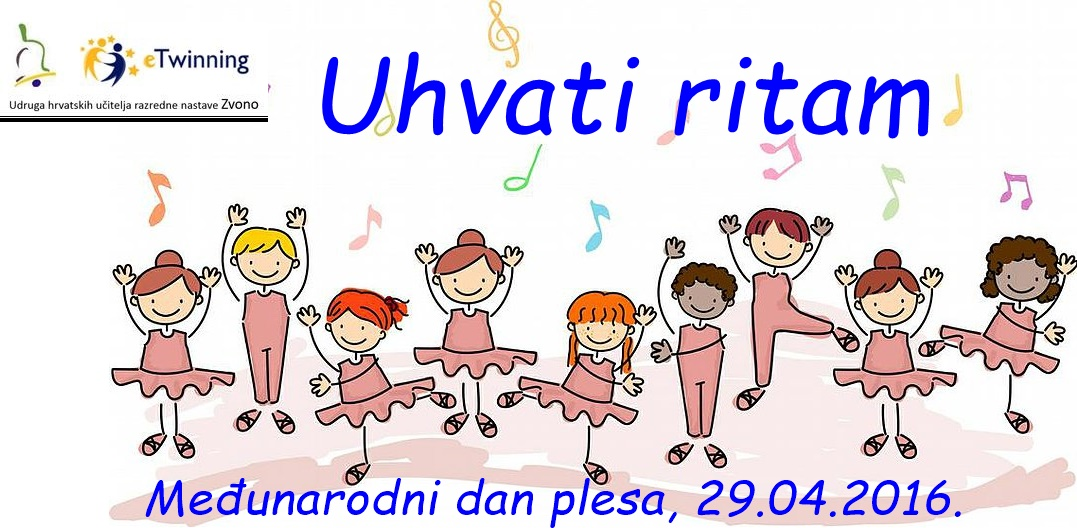 eTwinning
Udruga hrvatskih učitelja razredne nastave Zvono
Uhvati ritam
Međunarodni dan plesa, 29.04.2016.